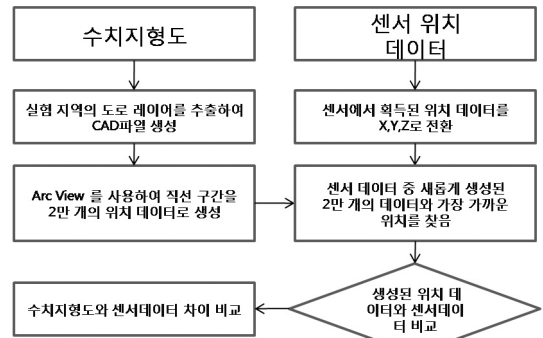 수치지형도
센서 위치
데이터
실험 지역의 도로 레이어를 추출하여
CAD파일 생성
센서에서 획득된 위치 데이터를
X,Y,Z로 전환
Arc View 를 사용하여 직선 구간을
2만 개의 위치 데이터로 생성
센서 데이터 중 새롭게 생성된
2만 개의 데이터와 가장 가까운
위치를 찾음
수치지형도와 센서데이터 차이 비교
생성된 위치 데
이터와 센서데이
터 비교